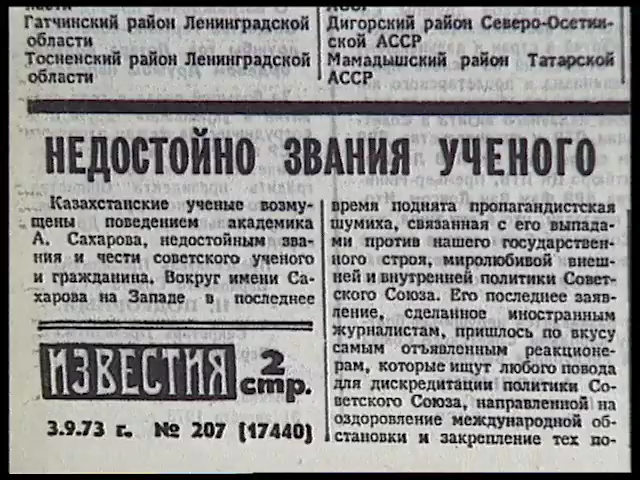 ласти
Гатчинский район Ленинградской
области
Тосненский район Ленинградской
области
АССР
Дигорский район Северо-Осетин-
ской АССР
Мамадышский район Татарской
АССР
НЕДОСТОЙНО ЗВАНИЯ УЧЕНОГО
Казахстанские ученые возму-
щены поведением академика
А. Сахарова, недостойным зва-
ния и чести советского ученого
и гражданина. Вокруг имени Са-
харова на Западе в последнее
время поднята пропагандистская
шумиха, связанная с его выпада-
ми против нашего государствен-
ного строя, миролюбивой внеш-
ней и внутренней политики Совет-
ского Союза. Его последнее заяв-
ление, сделанное иностранным
журналистам, пришлось по вкусу
самым отъявленным реакционе-
рам, которые ищут любого повода
для дискредитации политики Со-
ветского Союза, направленной на
оздоровление международной об-
становки и закрепление тех по-
ИЗВЕСТИЯ 2 стр.
3.9.73 г. № 207 (17440)